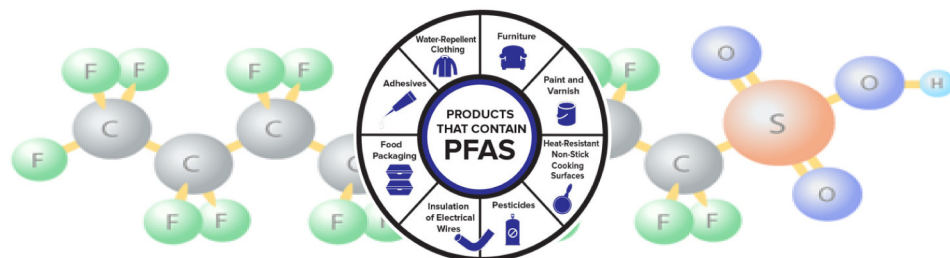 Water-Repellent
Clothing
Furniture
Adhesives
Paint and
Varnish
PRODUCTS
THAT CONTAIN
PFAS
Food
Packaging
Heat-Resistant
Non-Stick
Cooking
Surfaces
Insulation
of Electrical
Wires
Pesticides
F
F
F
F
F
O
O
H
C
C
C
S
F
C
C
C
O
F
F
F
F
F
F